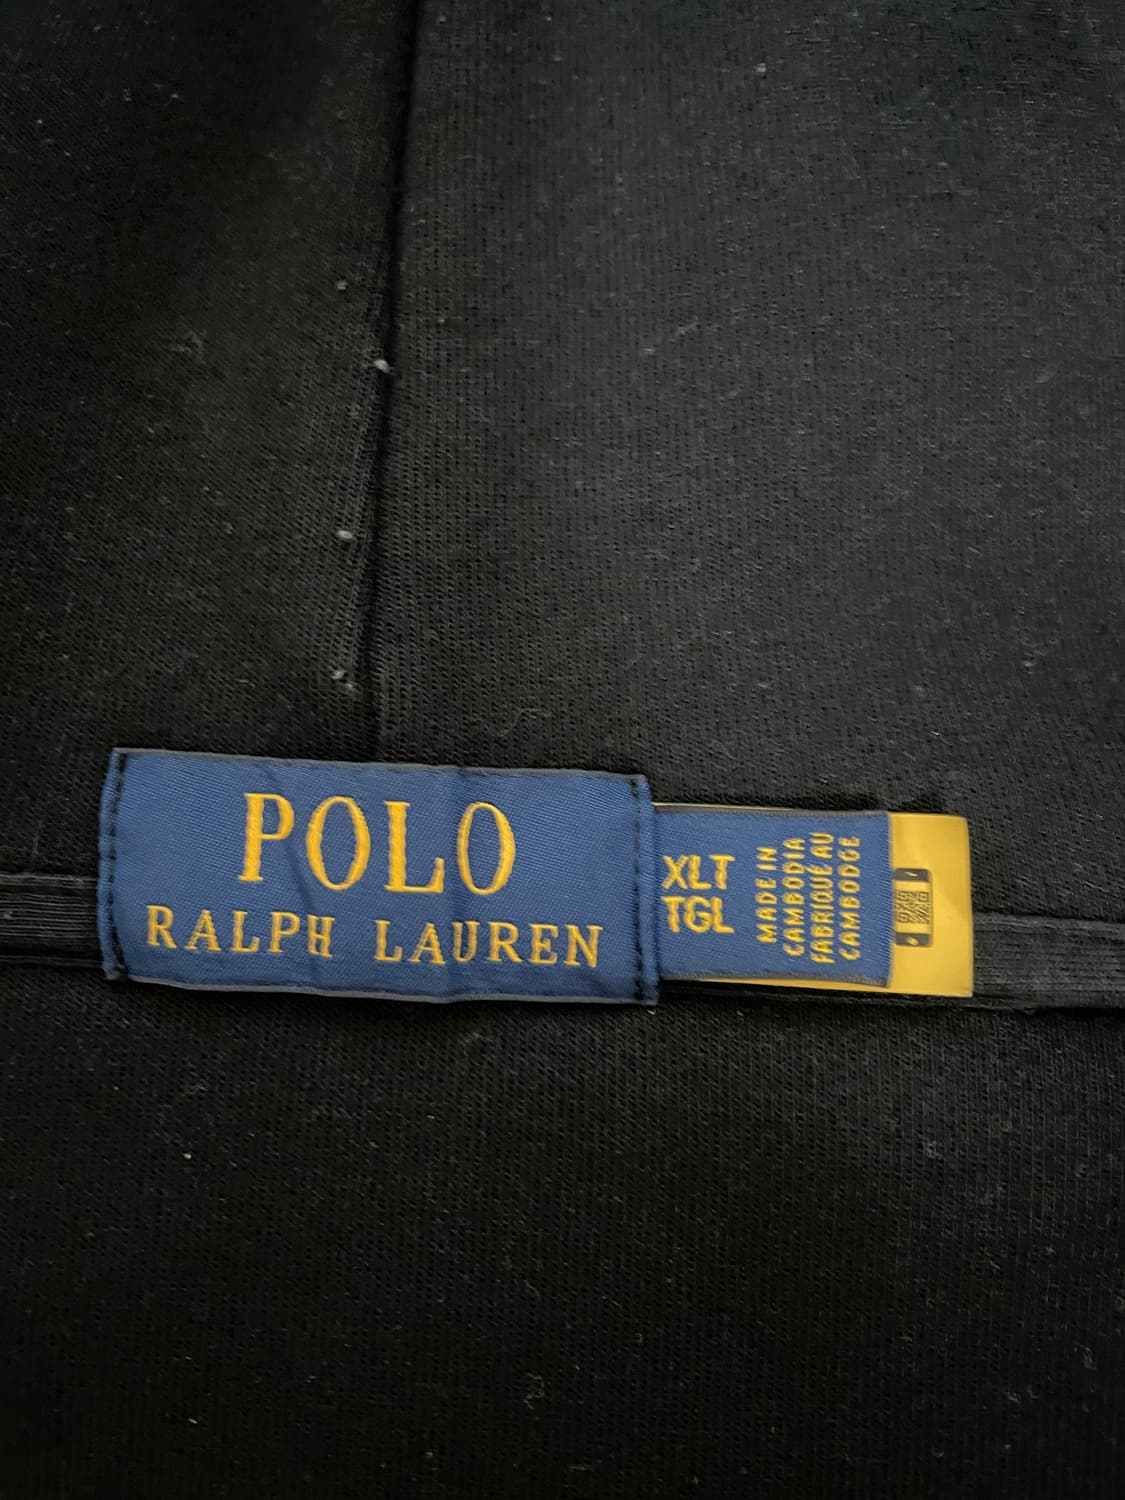 POLO
RALPH LAUREN
XLT
TGL
MADE IN
CAMBODIA
FABRIQUÉ AU
CAMBODGE